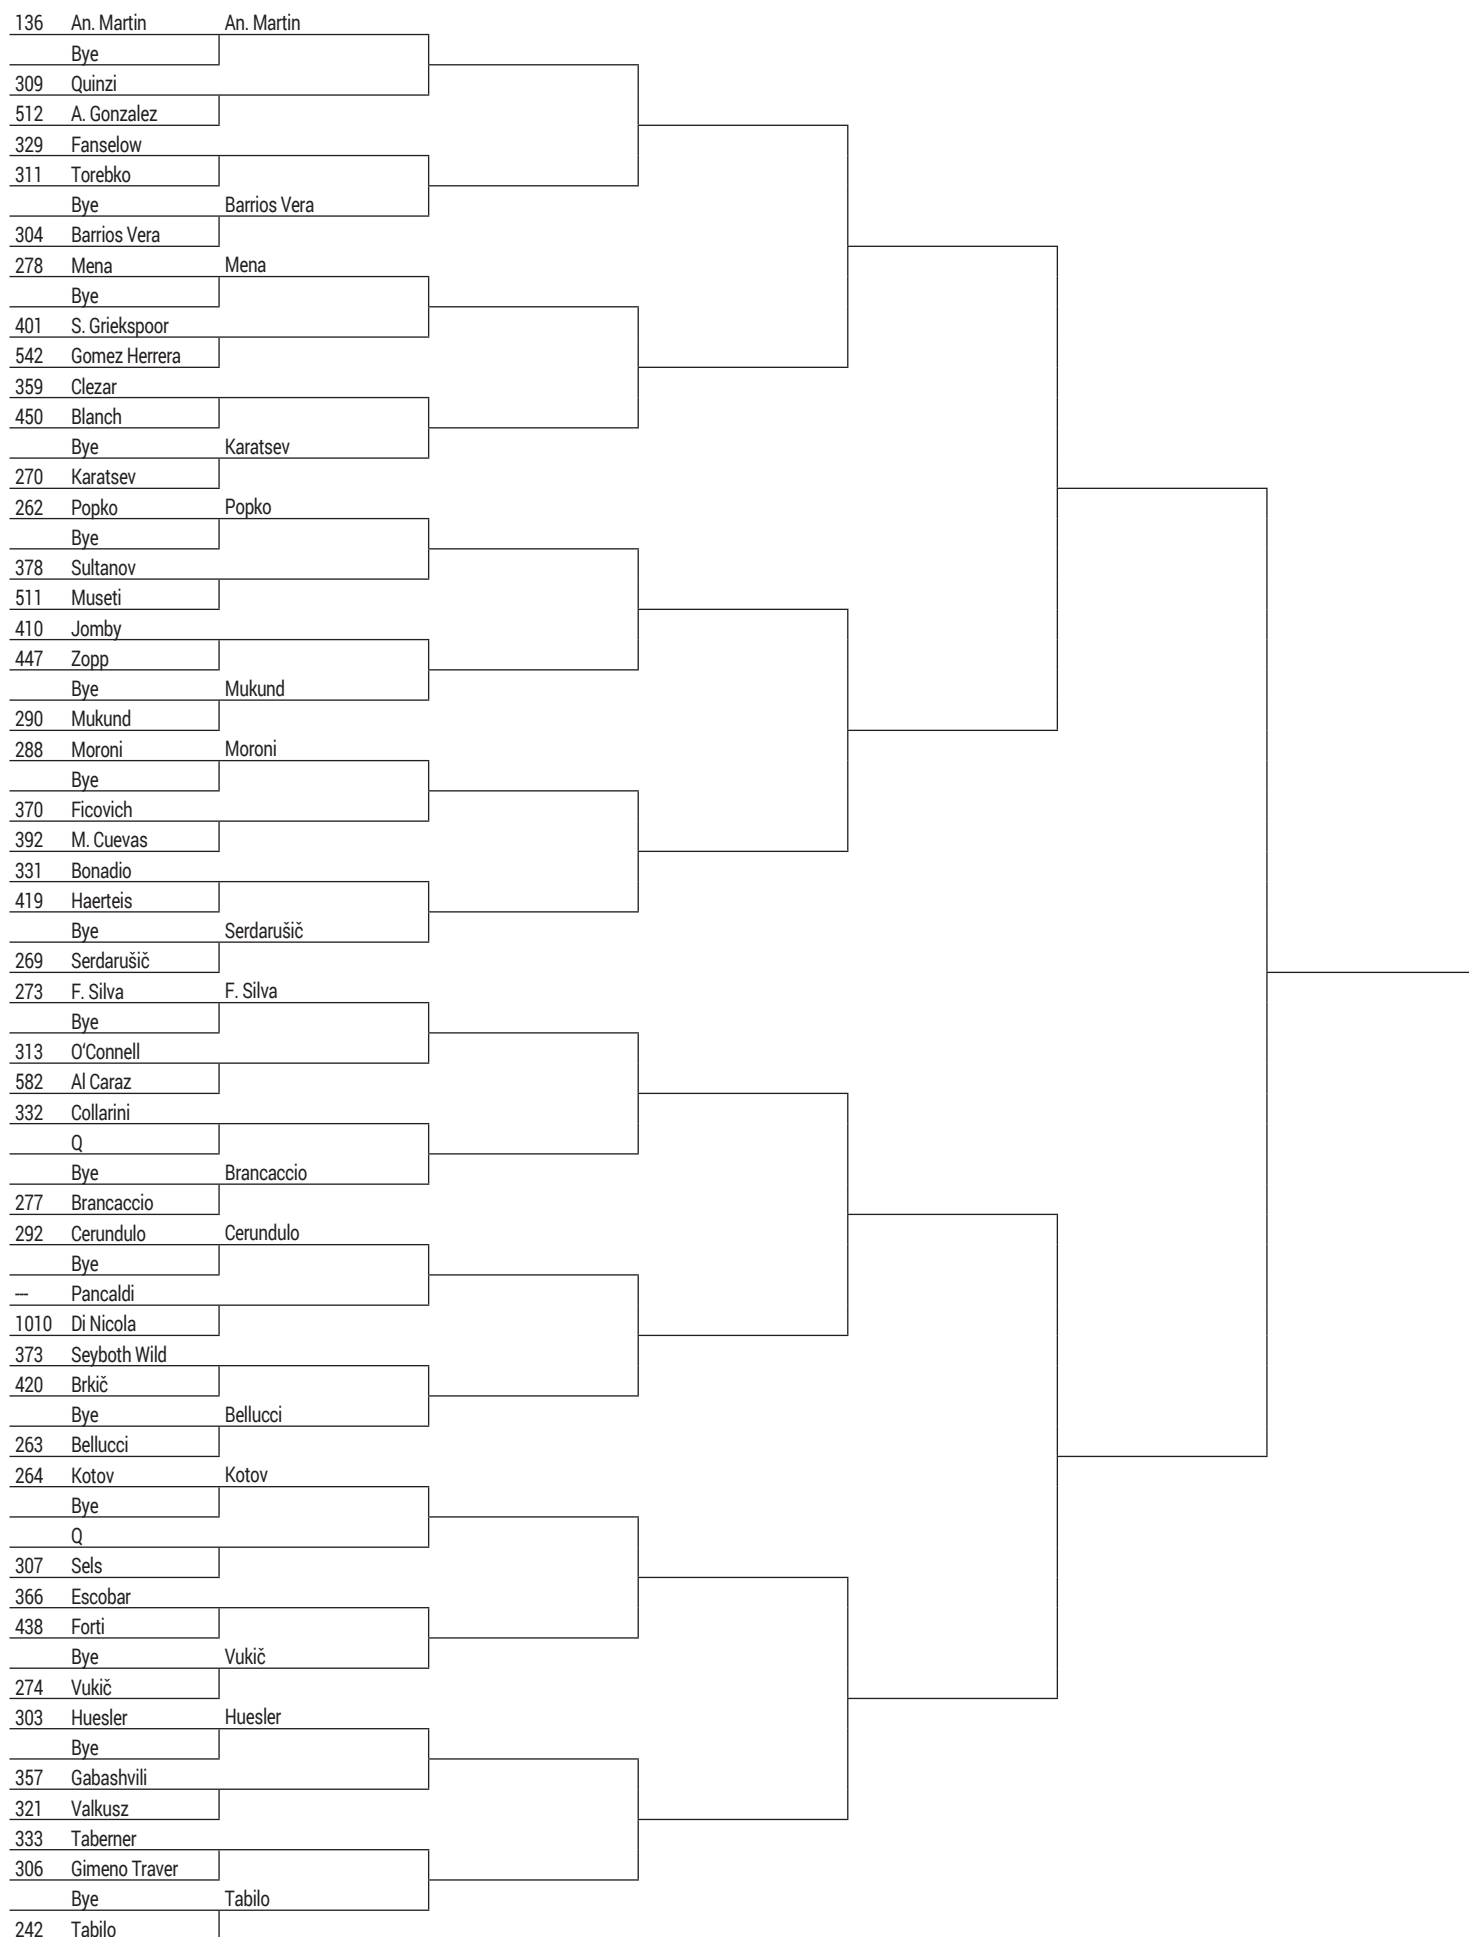 136 An. Martin An. Martin
Bye
309 Quinzi
512 A. Gonzalez
329 Fanselow
311 Torebko
Bye Barrios Vera
304 Barrios Vera
278 Mena Mena
Bye
401 S. Griekspoor
542 Gomez Herrera
359 Clezar
450 Blanch
Bye Karatsev
270 Karatsev
262 Popko Popko
Bye
378 Sultanov
511 Museti
410 Jomby
447 Zopp
Bye Mukund
290 Mukund
288 Moroni Moroni
Bye
370 Ficovich
392 M. Cuevas
331 Bonadio
419 Haerteis
Bye Serdarušič
269 Serdarušič
273 F. Silva F. Silva
Bye
313 O‘Connell
582 Al Caraz
332 Collarini
Q
Bye Brancaccio
277 Brancaccio
292 Cerundulo Cerundulo
Bye
--- Pancaldi
1010 Di Nicola
373 Seyboth Wild
420 Brkič
Bye Bellucci
263 Bellucci
264 Kotov Kotov
Bye
Q
307 Sels
366 Escobar
438 Forti
Bye Vukič
274 Vukič
303 Huesler Huesler
Bye
357 Gabashvili
321 Valkusz
333 Taberner
306 Gimeno Traver
Bye Tabilo
242 Tabilo